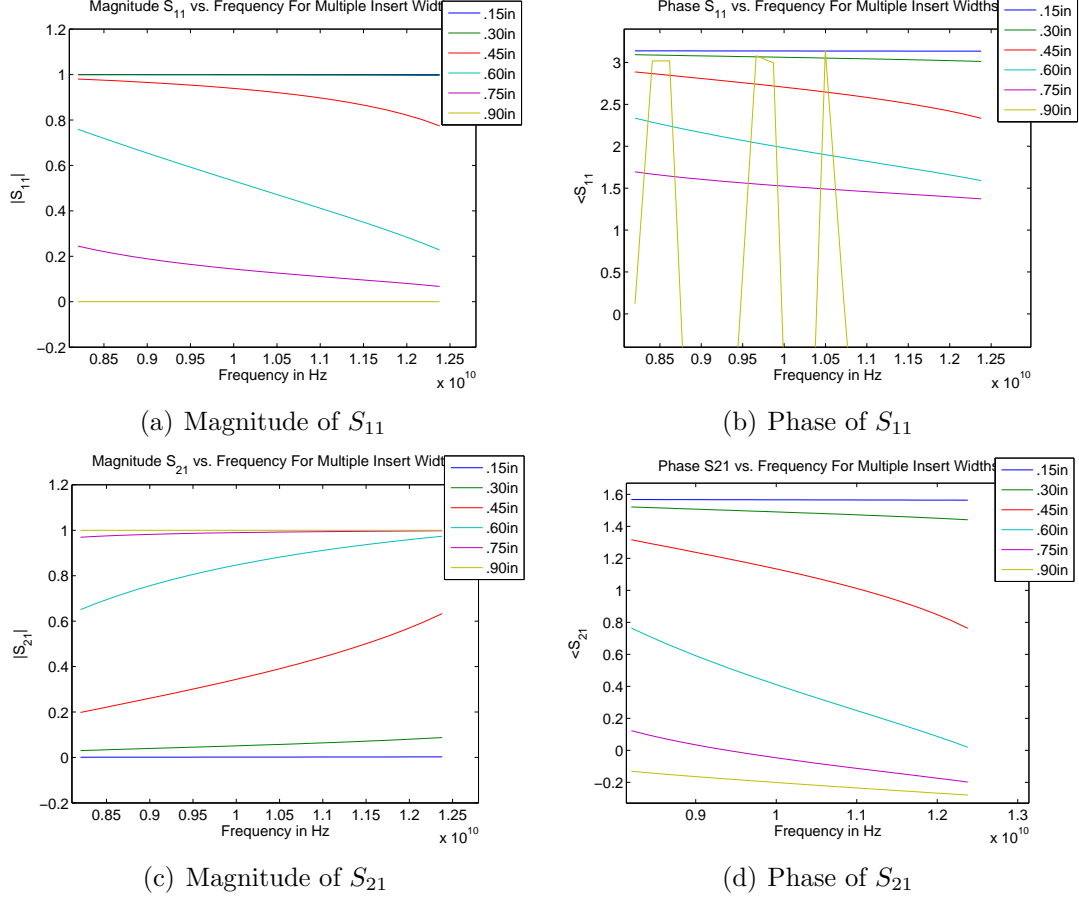 Magnitude S11 vs. Frequency For Multiple Insert Widt
1.2
1
0.8
0.6
0.4
0.2
0
−0.2
|S11|
0.85 0.9 0.95 1 1.05 1.1 1.15 1.2 1.25
x 10^10
Frequency in Hz
.15in
.30in
.45in
.60in
.75in
.90in
(a) Magnitude of S11
Phase S11 vs. Frequency For Multiple Insert Widths
3
2.5
2
1.5
1
0.5
0
<S11
0.85 0.9 0.95 1 1.05 1.1 1.15 1.2 1.25
x 10^10
Frequency in Hz
.15in
.30in
.45in
.60in
.75in
.90in
(b) Phase of S11
Magnitude S21 vs. Frequency For Multiple Insert Widt
1.2
1
0.8
0.6
0.4
0.2
0
−0.2
|S21|
0.85 0.9 0.95 1 1.05 1.1 1.15 1.2 1.25
x 10^10
Frequency in Hz
.15in
.30in
.45in
.60in
.75in
.90in
(c) Magnitude of S21
Phase S21 vs. Frequency For Multiple Insert Widths
1.6
1.4
1.2
1
0.8
0.6
0.4
0.2
0
−0.2
<S21
0.9 1 1.1 1.2 1.3
x 10^10
Frequency in Hz
.15in
.30in
.45in
.60in
.75in
.90in
(d) Phase of S21